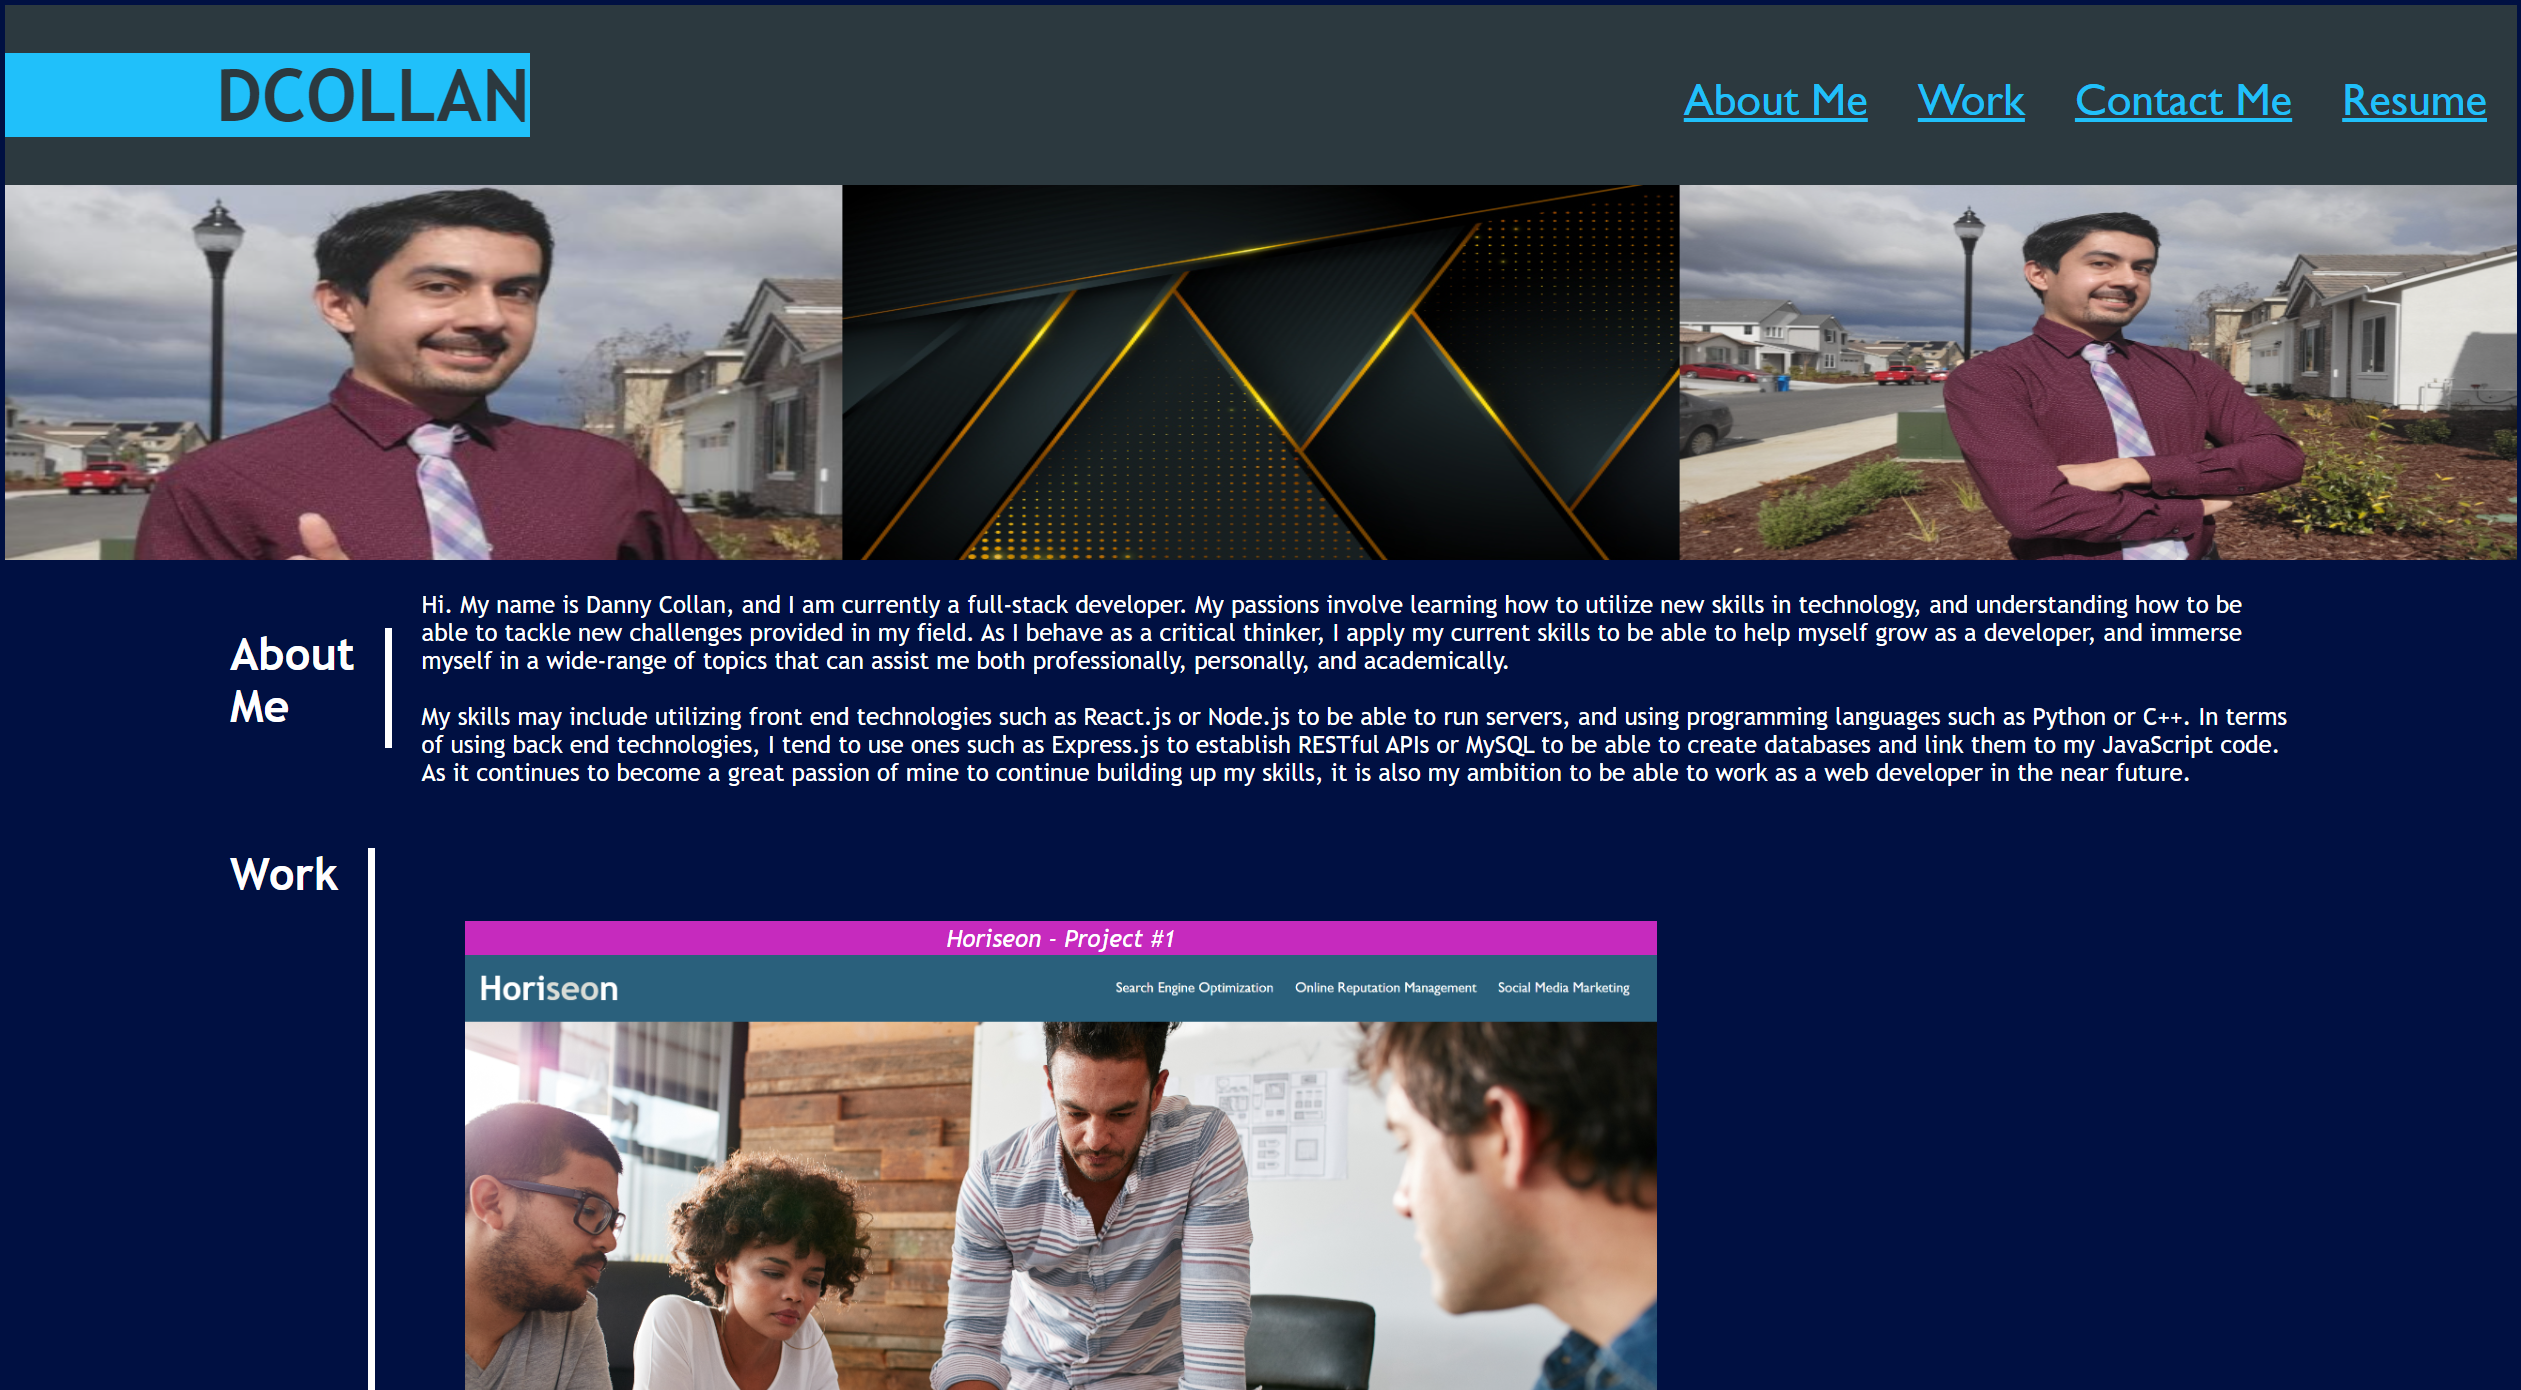 DCOLLAN
About Me Work Contact Me Resume
Hi. My name is Danny Collan, and I am currently a full-stack developer. My passions involve learning how to utilize new skills in technology, and understanding how to be
able to tackle new challenges provided in my field. As I behave as a critical thinker, I apply my current skills to be able to help myself grow as a developer, and immerse
myself in a wide-range of topics that can assist me both professionally, personally, and academically.
About
Me
My skills may include utilizing front end technologies such as React.js or Node.js to be able to run servers, and using programming languages such as Python or C++. In terms
of using back end technologies, I tend to use ones such as Express.js to establish RESTful APIs or MySQL to be able to create databases and link them to my JavaScript code.
As it continues to become a great passion of mine to continue building up my skills, it is also my ambition to be able to work as a web developer in the near future.
Work
Horiseon - Project #1
Horiseon
Search Engine Optimization Online Reputation Management Social Media Marketing